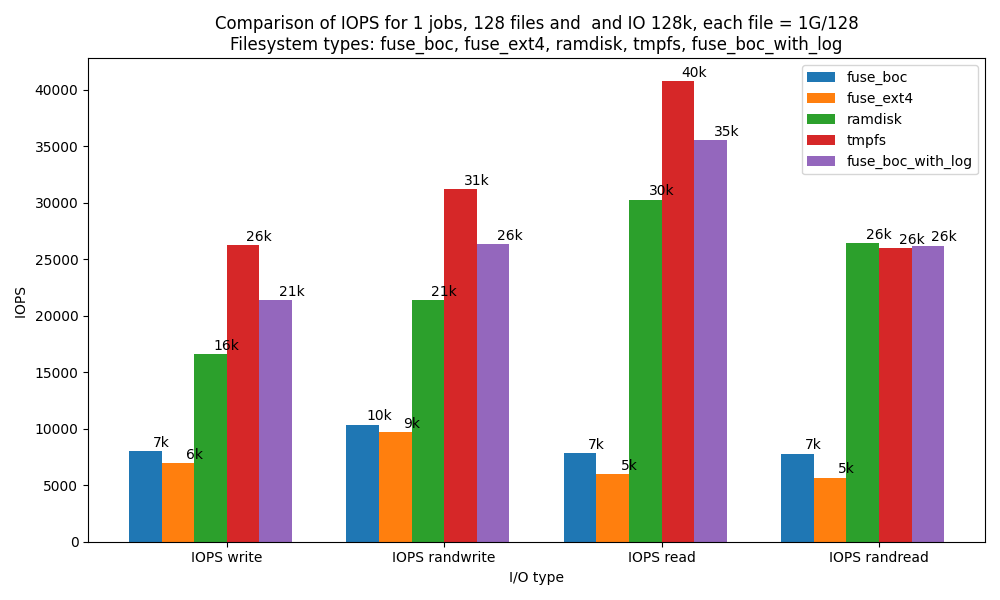 Comparison of IOPS for 1 jobs, 128 files and  and IO 128k, each file = 1G/128
Filesystem types: fuse_boc, fuse_ext4, ramdisk, tmpfs, fuse_boc_with_log
fuse_boc
fuse_ext4
ramdisk
tmpfs
fuse_boc_with_log
IOPS
40000
35000
30000
25000
20000
15000
10000
5000
0
7k
6k
16k
26k
21k
10k
9k
21k
31k
26k
7k
5k
30k
40k
35k
7k
5k
26k
26k
26k
IOPS write
IOPS randwrite
IOPS read
IOPS randread
I/O type